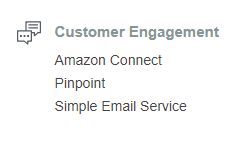 Customer Engagement
Amazon Connect
Pinpoint
Simple Email Service